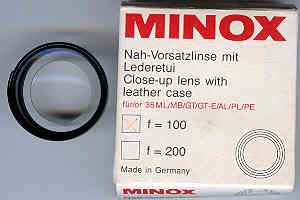 MINOX
Nah-Vorsatzlinse mit
Lederetui
Close-up lens with
leather case
für/for 35 ML/MB/GT/GT-E/AL/PL/PE
f = 100
f = 200
Made in Germany
MINOX